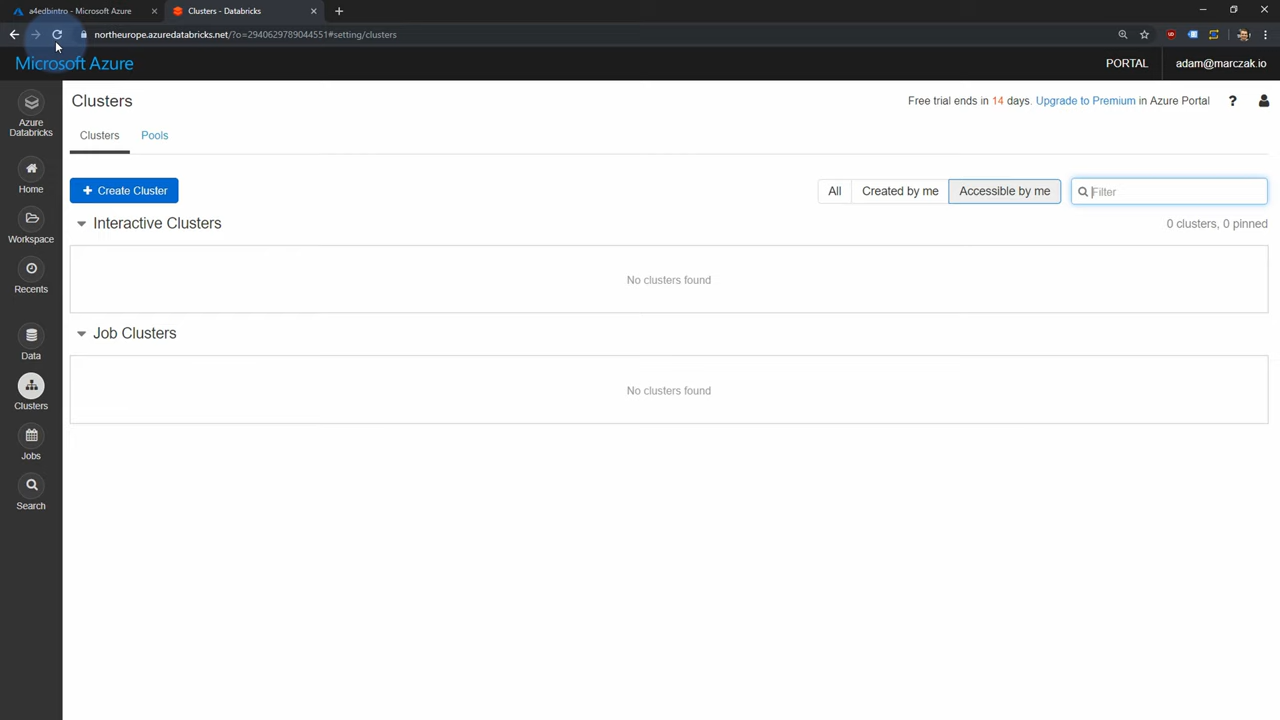 a4edbintro - Microsoft Azure
Clusters - Databricks
northeurope.azuredatabricks.net/?o=2940629789044551#setting/clusters
Microsoft Azure
PORTAL
adam@marczak.io
Azure
Databricks
Home
Workspace
Recents
Data
Clusters
Jobs
Search
Clusters
Free trial ends in 14 days. Upgrade to Premium in Azure Portal
?
Clusters
Pools
+ Create Cluster
All
Created by me
Accessible by me
Filter
Interactive Clusters
0 clusters, 0 pinned
No clusters found
Job Clusters
No clusters found